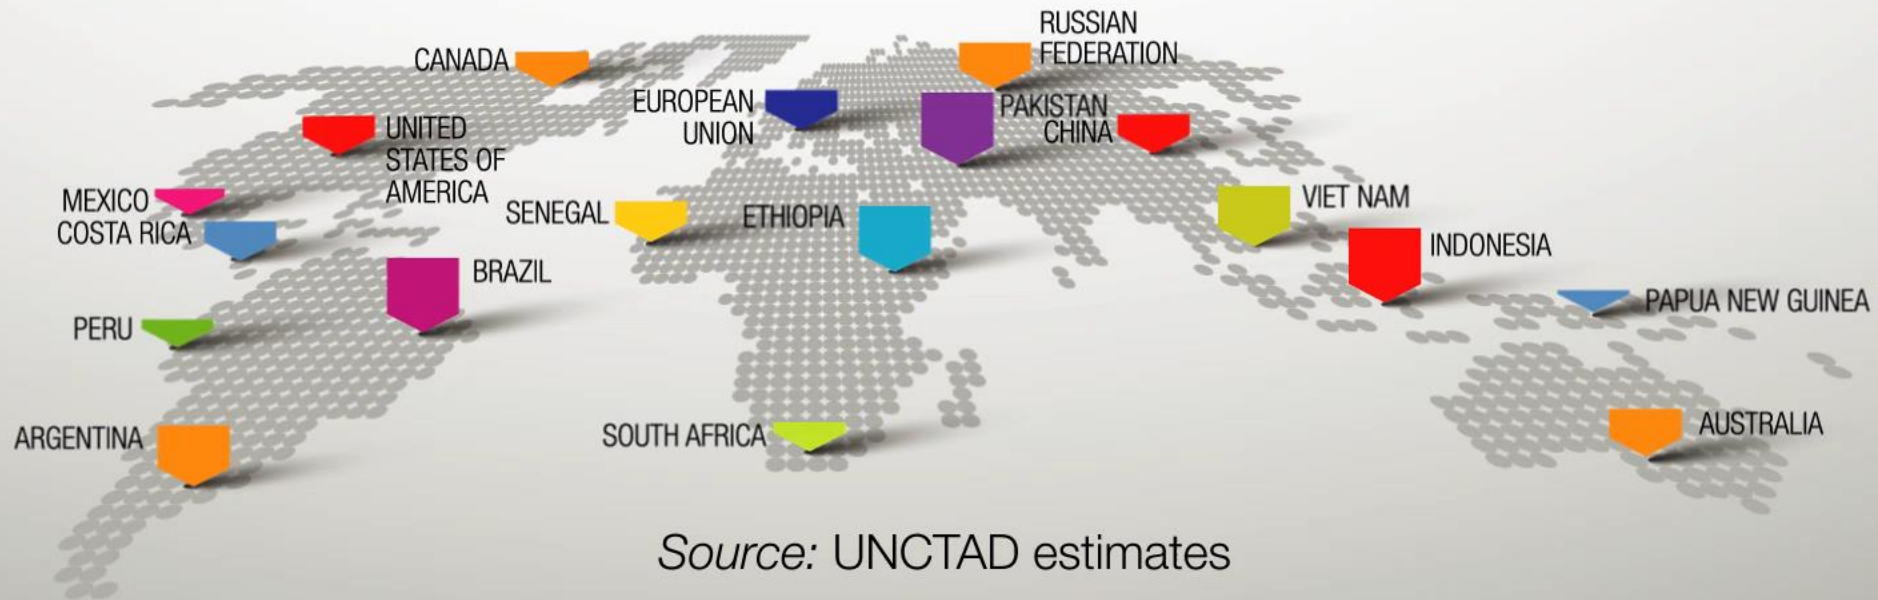 CANADA
RUSSIAN
FEDERATION
EUROPEAN
UNION
PAKISTAN
CHINA
UNITED
STATES OF
AMERICA
MEXICO
COSTA RICA
SENEGAL
ETHIOPIA
VIET NAM
INDONESIA
BRAZIL
PAPUA NEW GUINEA
PERU
ARGENTINA
SOUTH AFRICA
AUSTRALIA
Source: UNCTAD estimates